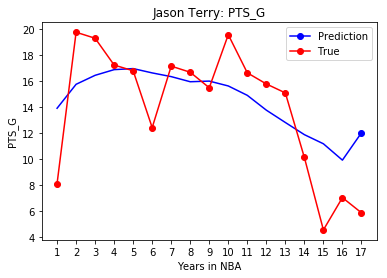 Jason Terry: PTS_G
Prediction
True
PTS_G
20
18
16
14
12
10
8
6
4
1 2 3 4 5 6 7 8 9 10 11 12 13 14 15 16 17
Years in NBA